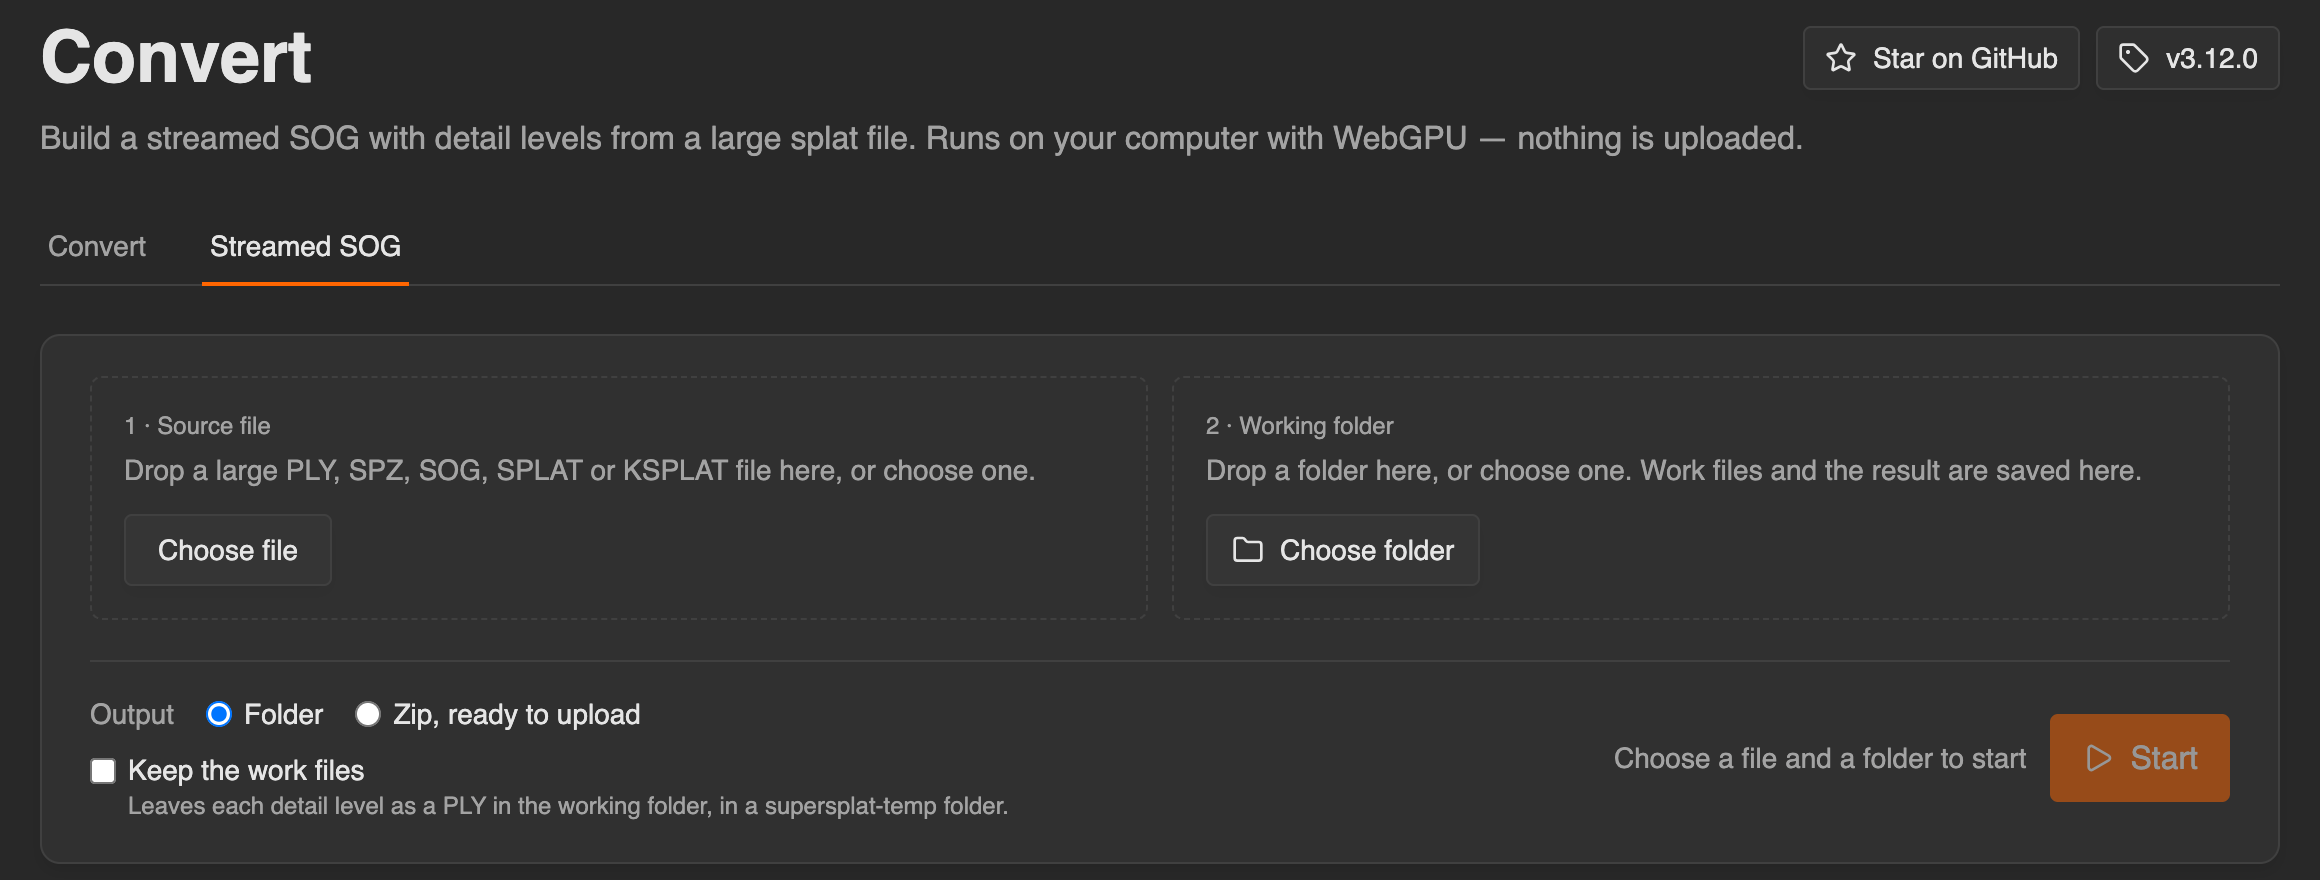 Convert
Star on GitHub
v3.12.0
Build a streamed SOG with detail levels from a large splat file. Runs on your computer with WebGPU — nothing is uploaded.
Convert
Streamed SOG
1 · Source file
Drop a large PLY, SPZ, SOG, SPLAT or KSPLAT file here, or choose one.
Choose file
2 · Working folder
Drop a folder here, or choose one. Work files and the result are saved here.
Choose folder
Output
Folder
Zip, ready to upload
Keep the work files
Leaves each detail level as a PLY in the working folder, in a supersplat-temp folder.
Choose a file and a folder to start
Start